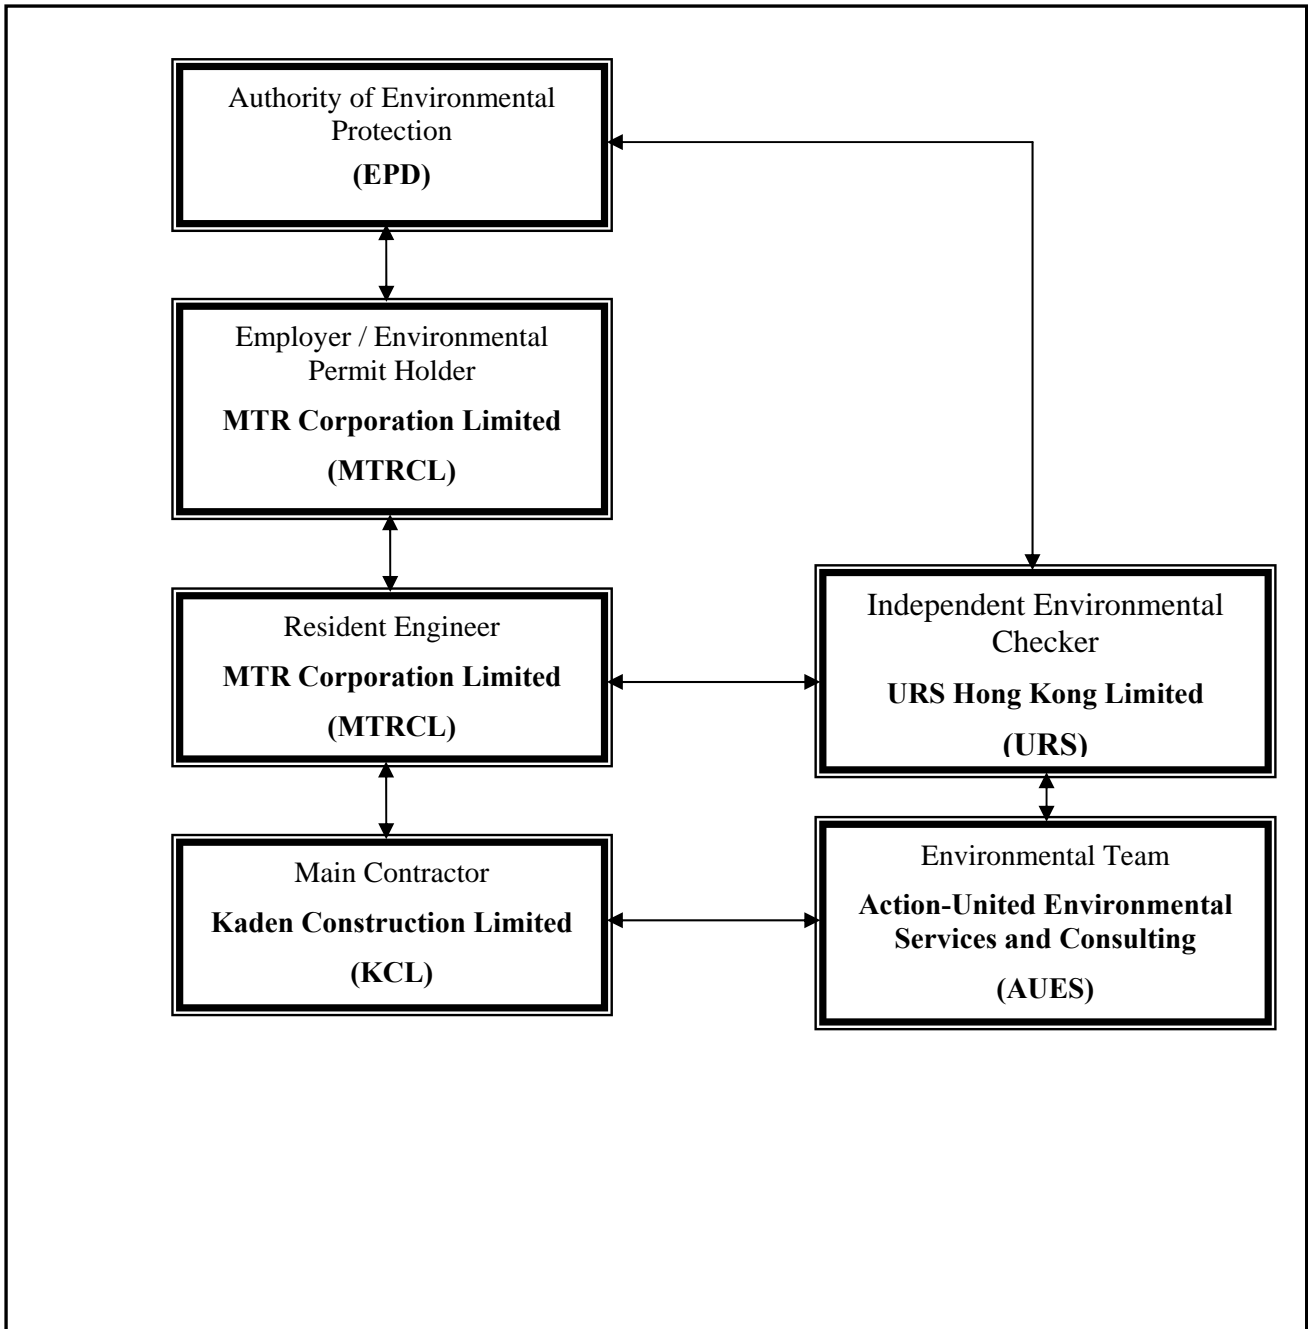 Authority of Environmental
Protection
(EPD)
Employer / Environmental
Permit Holder
MTR Corporation Limited
(MTRCL)
Resident Engineer
MTR Corporation Limited
(MTRCL)
Independent Environmental
Checker
URS Hong Kong Limited
(URS)
Main Contractor
Kaden Construction Limited
(KCL)
Environmental Team
Action-United Environmental
Services and Consulting
(AUES)